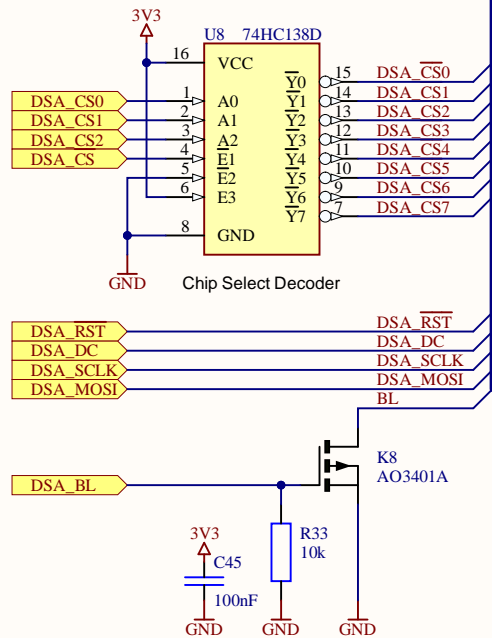 3V3
U8 74HC138D
16 VCC
DSA_CS0 1 A0 Y0 15 DSA_CS0
DSA_CS1 2 A1 Y1 14 DSA_CS1
DSA_CS2 3 A2 Y2 13 DSA_CS2
DSA_CS 4 E1 Y3 12 DSA_CS3
5 E2 Y4 11 DSA_CS4
6 E3 Y5 10 DSA_CS5
Y6 9 DSA_CS6
Y7 7 DSA_CS7
8 GND
GND
Chip Select Decoder
DSA_RST DSA_RST
DSA_DC DSA_DC
DSA_SCLK DSA_SCLK
DSA_MOSI DSA_MOSI
BL
K8
AO3401A
DSA_BL
R33
10k
3V3
C45
100nF
GND GND GND